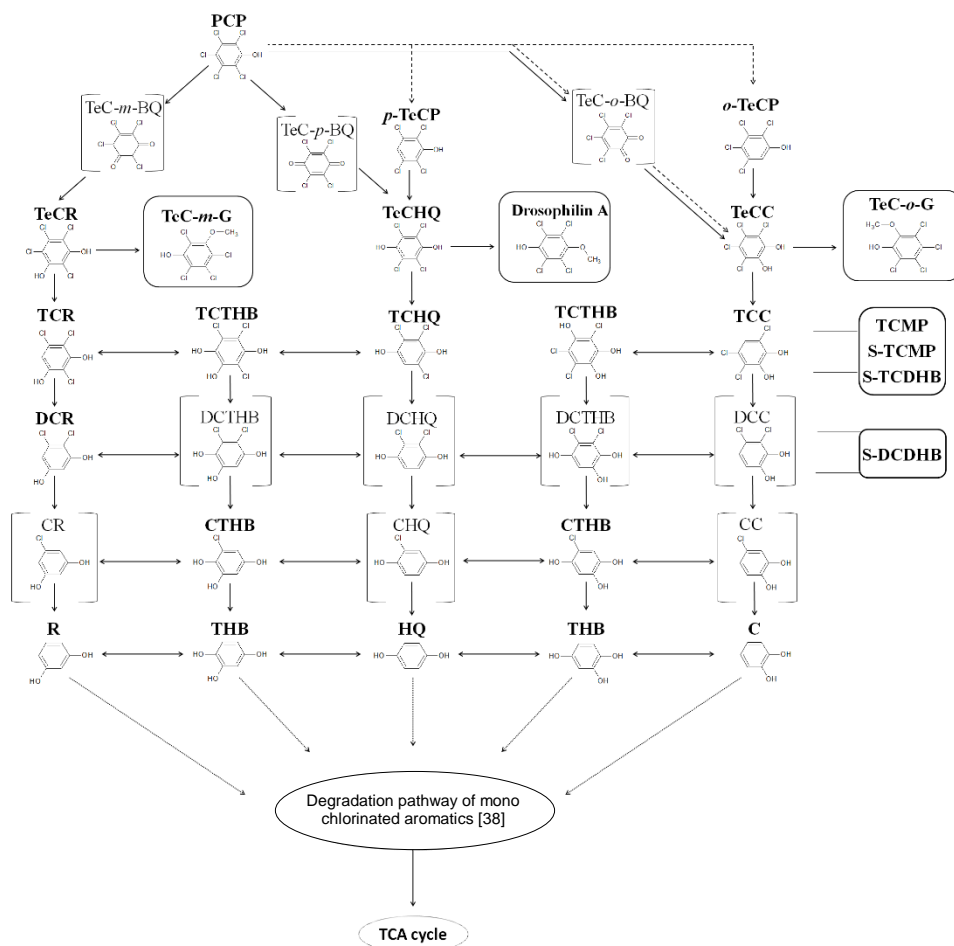 PCP
TeC-m-BQ
TeC-p-BQ
p-TeCP
TeC-o-BQ
o-TeCP
TeCR
TcC-m-G
TeCHQ
Drosophilin A
TeCC
TeC-o-G
TCR
TCTHB
TCHQ
TCTHB
TCC
TCMP
S-TCMP
S-TCDHB
DCR
DCTHB
DCHQ
DCTHB
DCC
S-DCDHB
CR
CTHB
CHQ
CTHB
CC
R
THB
HQ
THB
C
Degradation pathway of mono
chlorinated aromatics [38]
TCA cycle